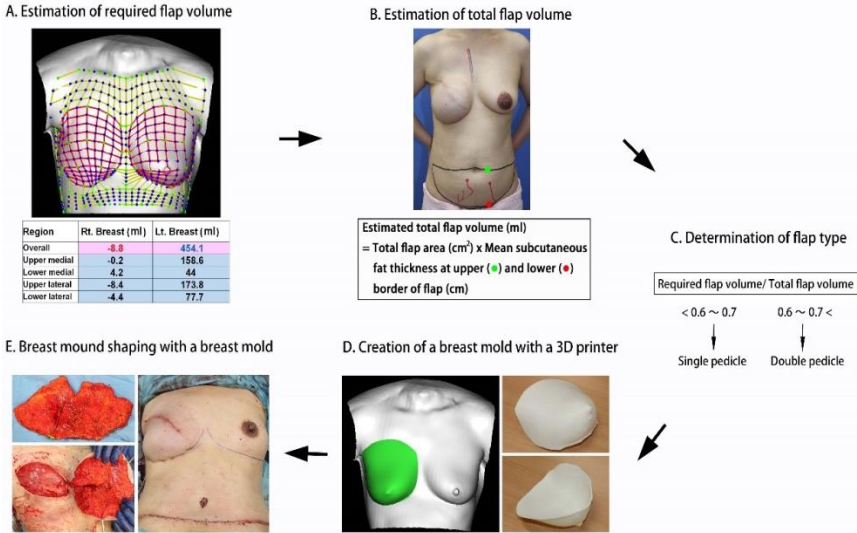 A. Estimation of required flap volume
Region Rt. Breast (ml) Lt. Breast (ml)
Overall -8.8 454.1
Upper medial -0.2 158.6
Lower medial 4.2 44
Upper lateral -8.4 173.8
Lower lateral -4.4 77.7
B. Estimation of total flap volume
Estimated total flap volume (ml)
= Total flap area (cm²) x Mean subcutaneous
fat thickness at upper (●) and lower (●)
border of flap (cm)
C. Determination of flap type
Required flap volume/ Total flap volume
< 0.6 ～ 0.7 0.6 ～ 0.7 <
Single pedicle Double pedicle
D. Creation of a breast mold with a 3D printer
E. Breast mound shaping with a breast mold